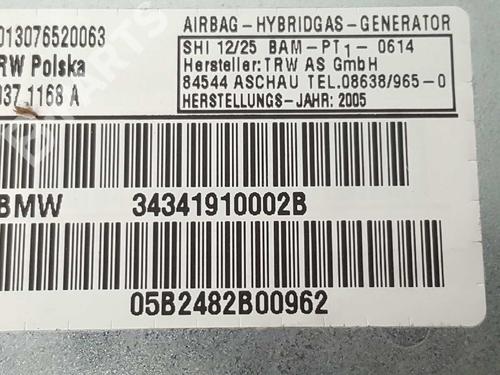 013076520063
RW Polska
037 1168 A
AIRBAG-HYBRIDGAS-GENERATOR
SHI 12/25 BAM-PT1-0614
Hersteller: TRW AS GmbH
84544 ASCHAU TEL.08638/965-0
HERSTELLUNGS-JAHR: 2005
BMW 34341910002B
05B2482B00962